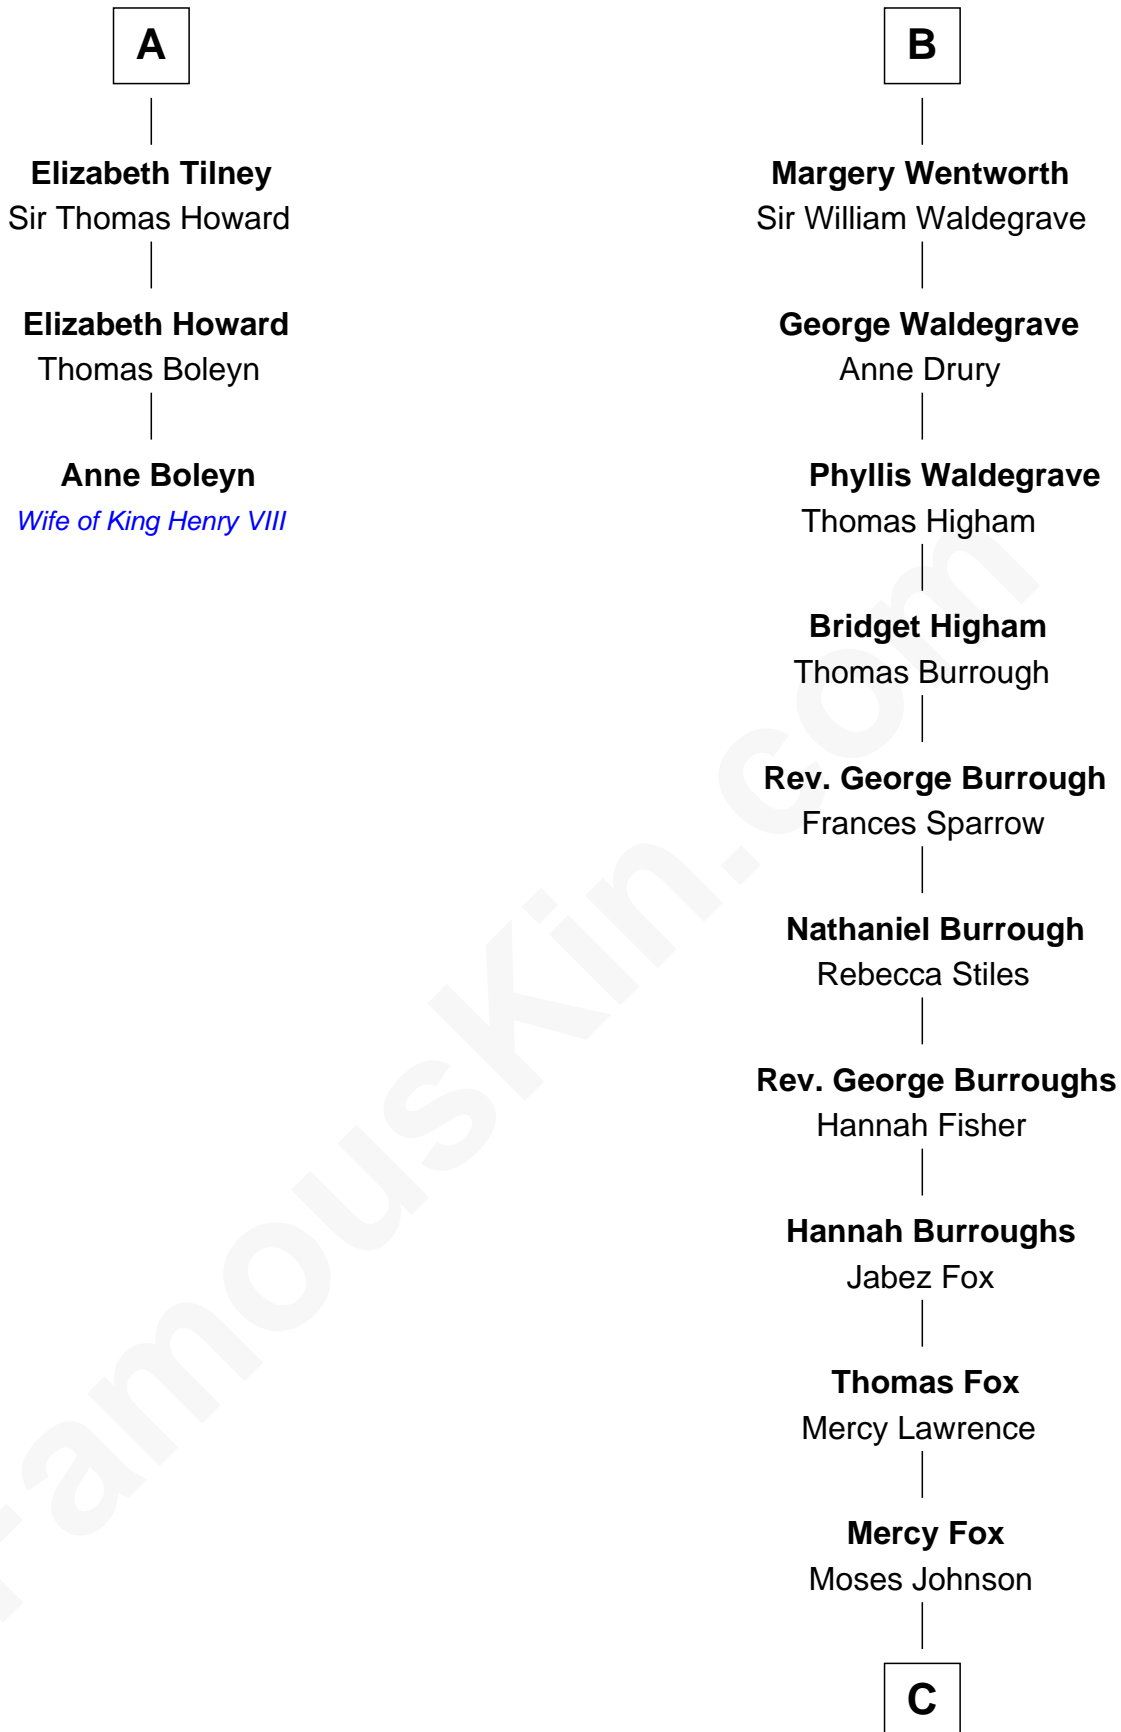 A
Elizabeth Tilney
Sir Thomas Howard
Elizabeth Howard
Thomas Boleyn
Anne Boleyn
Wife of King Henry VIII
B
Margery Wentworth
Sir William Waldegrave
George Waldegrave
Anne Drury
Phyllis Waldegrave
Thomas Higham
Bridget Higham
Thomas Burrough
Rev. George Burrough
Frances Sparrow
Nathaniel Burrough
Rebecca Stiles
Rev. George Burroughs
Hannah Fisher
Hannah Burroughs
Jabez Fox
Thomas Fox
Mercy Lawrence
Mercy Fox
Moses Johnson
C
FamousKin.com